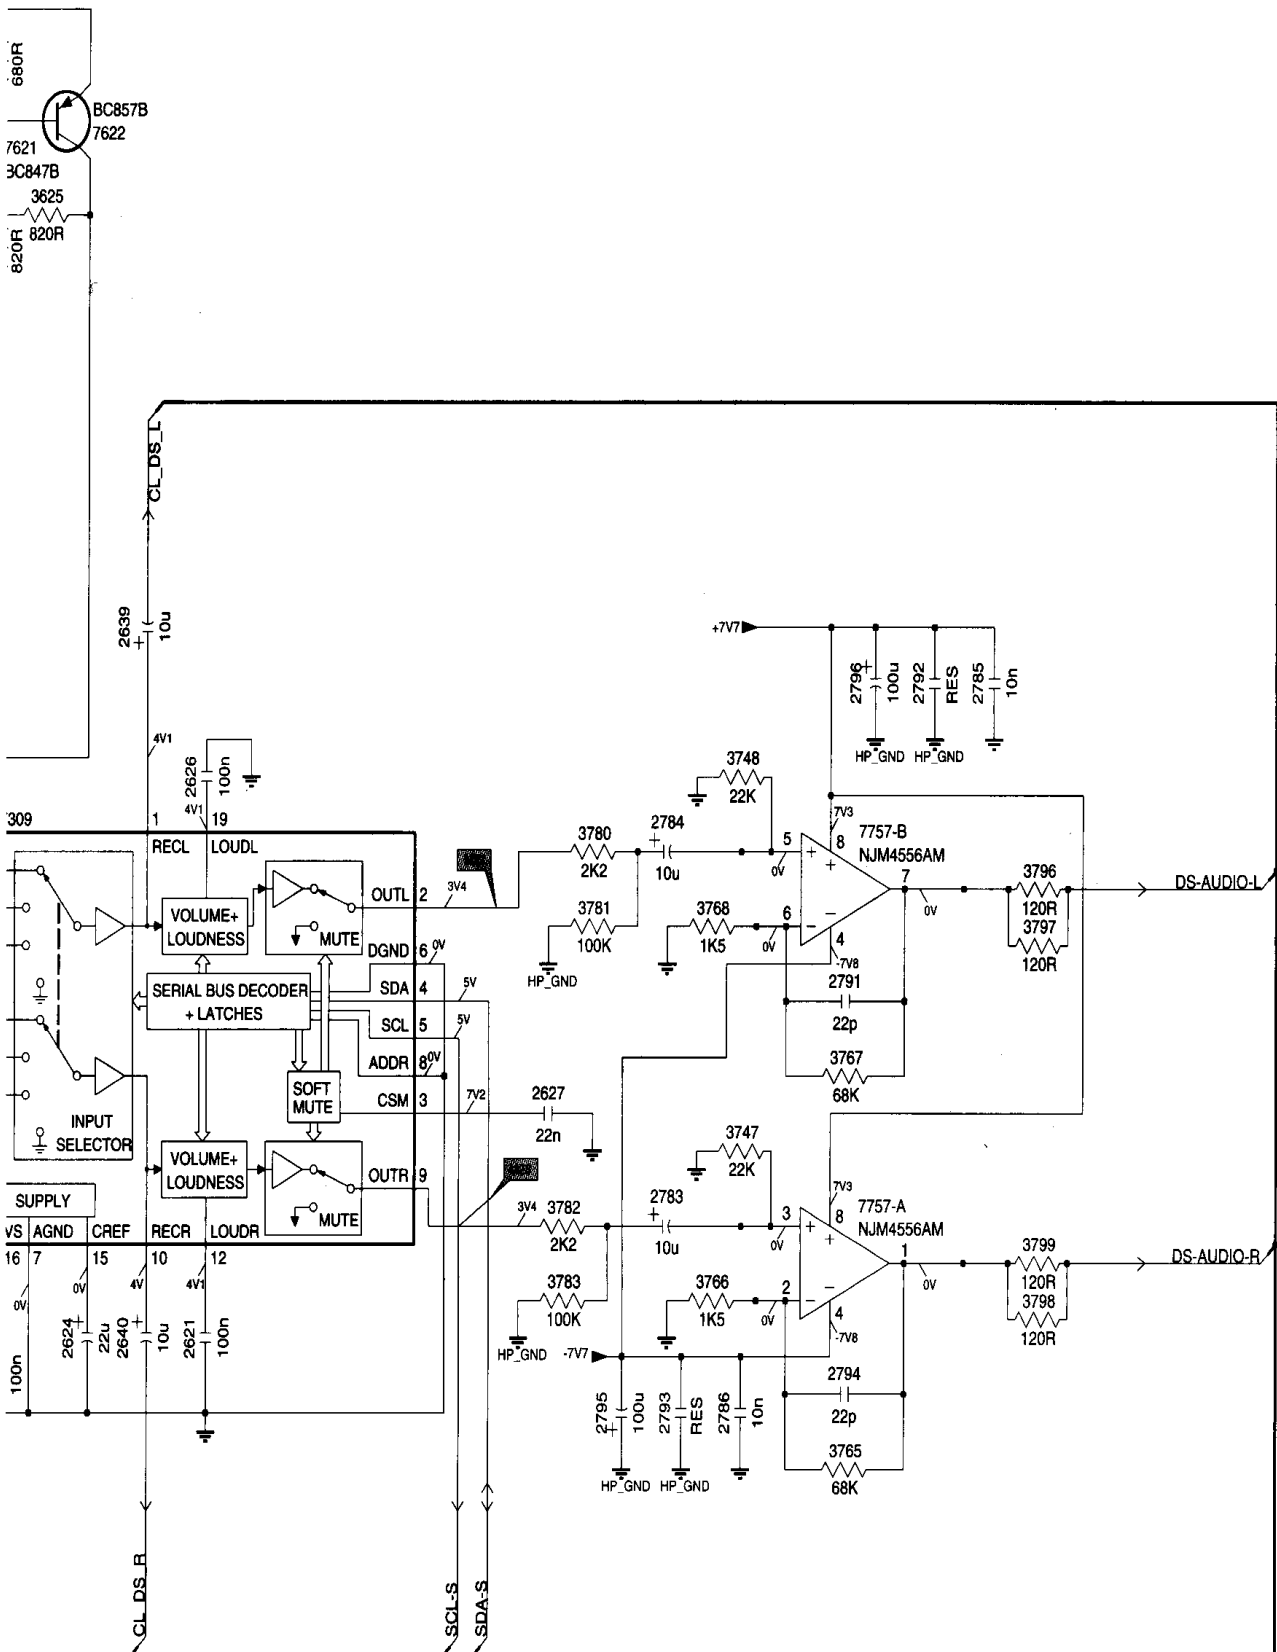 680R
BC857B
7622
7621
BC847B
3625
820R
820R
CL_DS_L
2639
10u
+
+7V7
2796
+
100u
2792
RES
2785
10n
HP_GND
HP_GND
4V1
2626
100n
4V1
3748
22K
309
1
19
RECL
LOUDL
3780
2K2
2784
+
10u
5
0V
7V3
8
7757-B
NJM4556AM
7
0V
3796
120R
3797
120R
DS-AUDIO-L
OUTL
2
3V4
VOLUME+
LOUDNESS
MUTE
3781
100K
HP_GND
3768
1K5
6
0V
4
-7V8
2791
22p
3767
68K
DGND
6
0V
SDA
4
5V
SERIAL BUS DECODER
+ LATCHES
SCL
5
5V
ADDR
8
0V
SOFT
MUTE
CSM
3
7V2
2627
22n
INPUT
SELECTOR
VOLUME+
LOUDNESS
MUTE
OUTR
9
3V4
3782
2K2
2783
+
10u
3747
22K
3
0V
7V3
8
7757-A
NJM4556AM
1
0V
3799
120R
3798
120R
DS-AUDIO-R
SUPPLY
VS
AGND
CREF
RECR
LOUDR
16
7
15
10
12
0V
0V
4V
4V1
3783
100K
HP_GND
3766
1K5
2
0V
4
-7V8
-7V7
100n
2624
+
22u
2640
+
10u
2621
100n
2795
+
100u
2793
RES
2786
10n
HP_GND
HP_GND
2794
22p
3765
68K
CL_DS_R
SCL-S
SDA-S